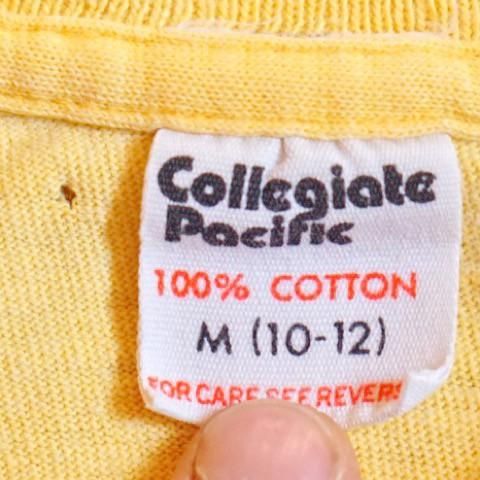 Collegiate
Pacific
100% COTTON
M (10-12)
FOR CARE SEE REVERS